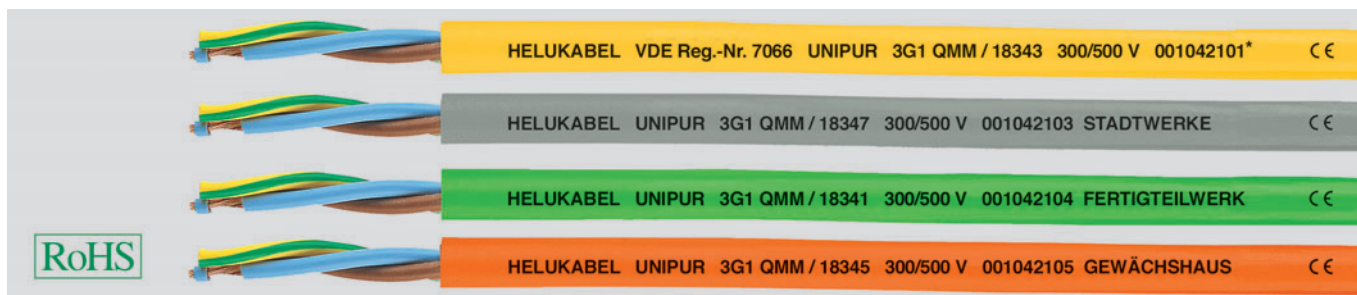 HELUKABEL VDE Reg.-Nr. 7066 UNIPUR 3G1 QMM / 18343 300/500 V 001042101* CE
HELUKABEL UNIPUR 3G1 QMM / 18347 300/500 V 001042103 STADTWERKE CE
HELUKABEL UNIPUR 3G1 QMM / 18341 300/500 V 001042104 FERTIGTEILWERK CE
RoHS
HELUKABEL UNIPUR 3G1 QMM / 18345 300/500 V 001042105 GEWÄCHSHAUS CE